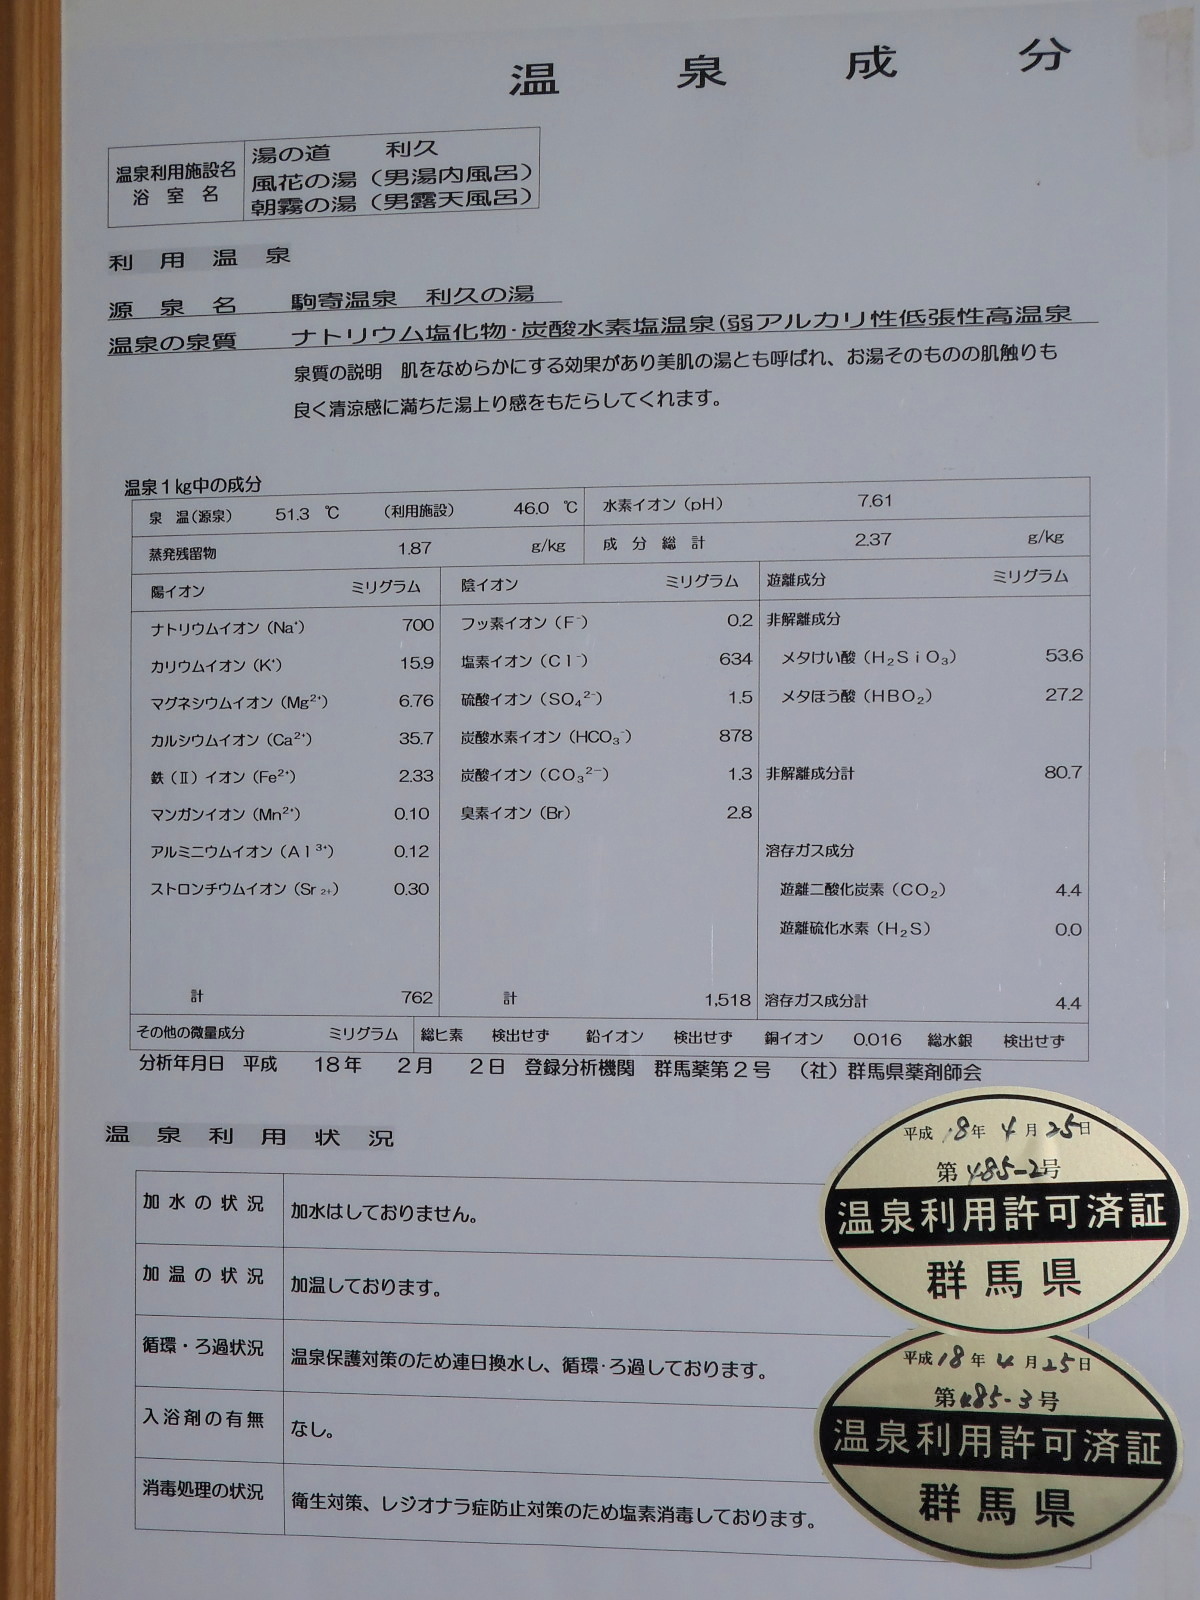 温泉成分
温泉利用施設名
浴室名
湯の道　利久
風花の湯（男湯内風呂）
朝霧の湯（男露天風呂）
利用温泉
源泉名　駒寄温泉　利久の湯
温泉の泉質　ナトリウム塩化物・炭酸水素塩温泉(弱アルカリ性低張性高温泉
泉質の説明　肌をなめらかにする効果があり美肌の湯とも呼ばれ、お湯そのものの肌触りも
良く清涼感に満ちた湯上り感をもたらしてくれます。
温泉１kg中の成分
泉　温(源泉)　51.3　℃　（利用施設）　46.0　℃　水素イオン（pH）　7.61
蒸発残留物　1.87　g/kg　成分総計　2.37　g/kg
陽イオン　ミリグラム　陰イオン　ミリグラム　遊離成分　ミリグラム
ナトリウムイオン（Na⁺）　700　フッ素イオン（F⁻）　0.2　非解離成分
カリウムイオン（K⁺）　15.9　塩素イオン（Cl⁻）　634　メタけい酸（H₂SiO₃）　53.6
マグネシウムイオン（Mg²⁺）　6.76　硫酸イオン（SO₄²⁻）　1.5　メタほう酸（HBO₂）　27.2
カルシウムイオン（Ca²⁺）　35.7　炭酸水素イオン（HCO₃⁻）　878
鉄（Ⅱ）イオン（Fe²⁺）　2.33　炭酸イオン（CO₃²⁻）　1.3　非解離成分計　80.7
マンガンイオン（Mn²⁺）　0.10　臭素イオン（Br）　2.8
アルミニウムイオン（Al³⁺）　0.12　溶存ガス成分
ストロンチウムイオン（Sr₂₊）　0.30　遊離二酸化炭素（CO₂）　4.4
遊離硫化水素（H₂S）　0.0
計　762　計　1,518　溶存ガス成分計　4.4
その他の微量成分　ミリグラム　総ヒ素　検出せず　鉛イオン　検出せず　銅イオン　0.016　総水銀　検出せず
分析年月日　平成　18年　2月　2日　登録分析機関　群馬薬第２号　（社）群馬県薬剤師会
温泉利用状況
加水の状況　加水はしておりません。
加温の状況　加温しております。
循環・ろ過状況　温泉保護対策のため連日換水し、循環・ろ過しております。
入浴剤の有無　なし。
消毒処理の状況　衛生対策、レジオナラ症防止対策のため塩素消毒しております。
平成18年4月25日
第485-2号
温泉利用許可済証
群馬県
平成18年4月25日
第485-3号
温泉利用許可済証
群馬県